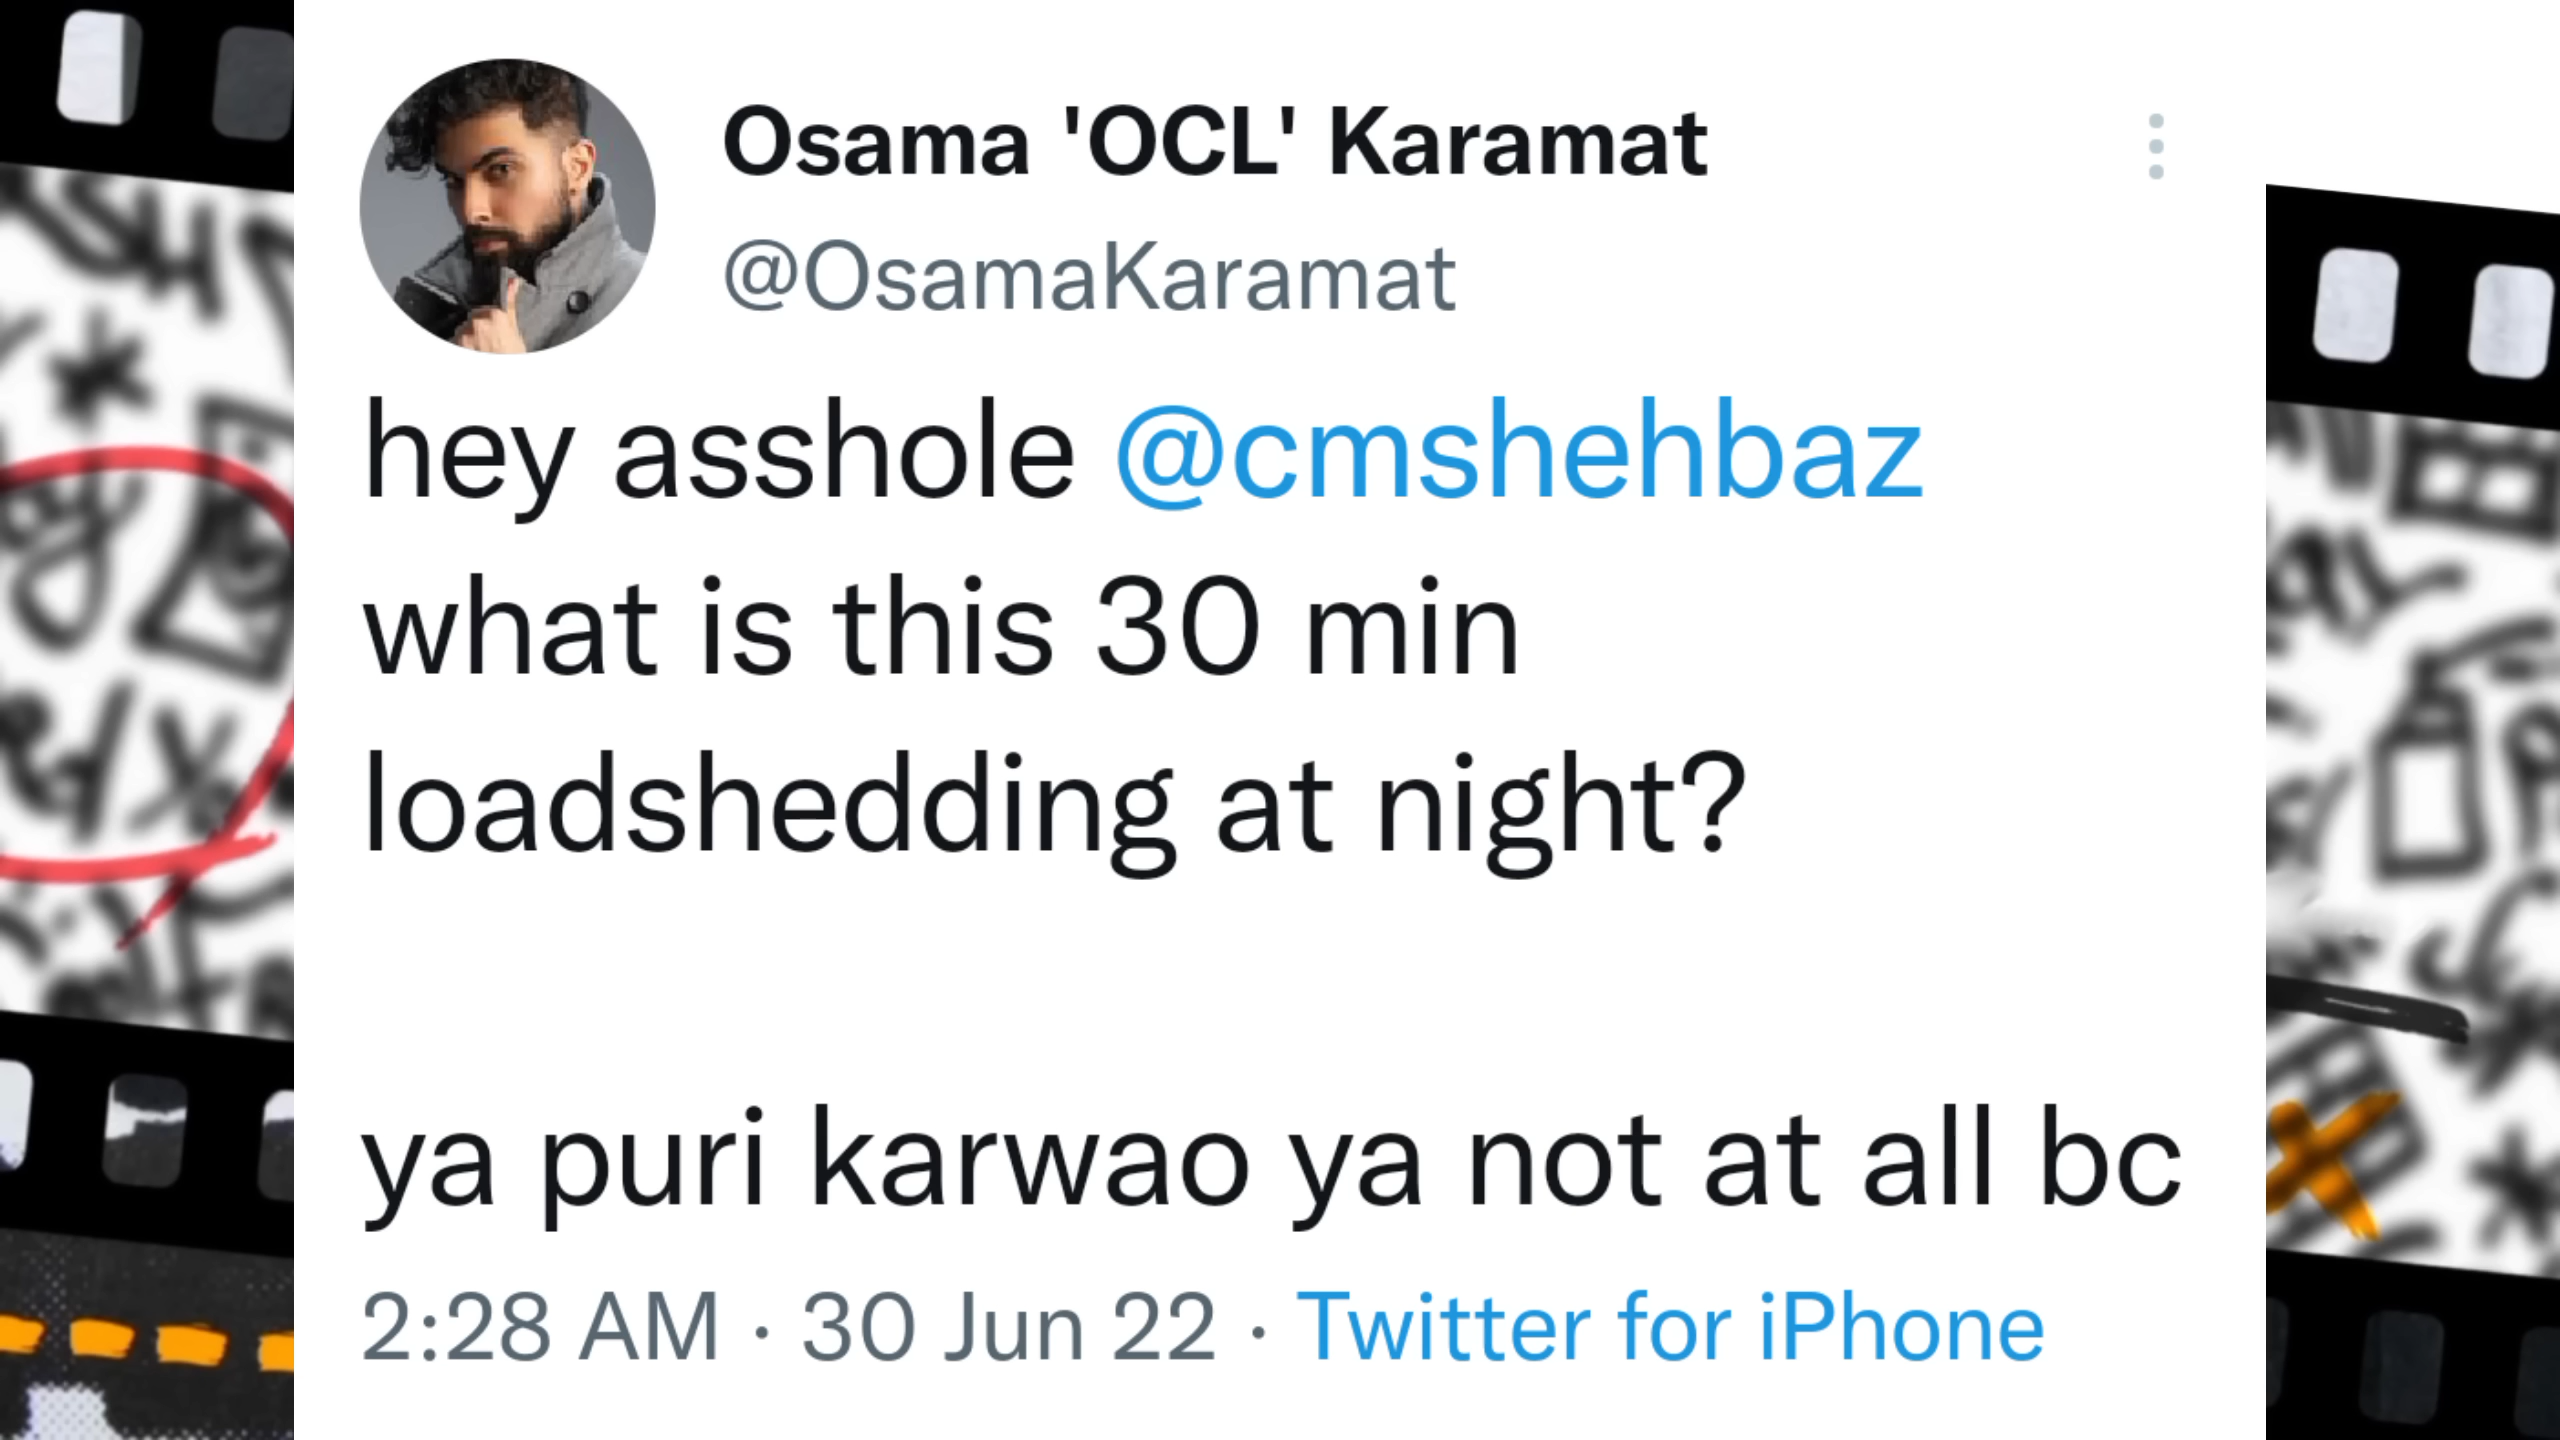 Osama 'OCL' Karamat
@OsamaKaramat
hey asshole @cmshehbaz
what is this 30 min
loadshedding at night?
ya puri karwao ya not at all bc
2:28 AM · 30 Jun 22 · Twitter for iPhone